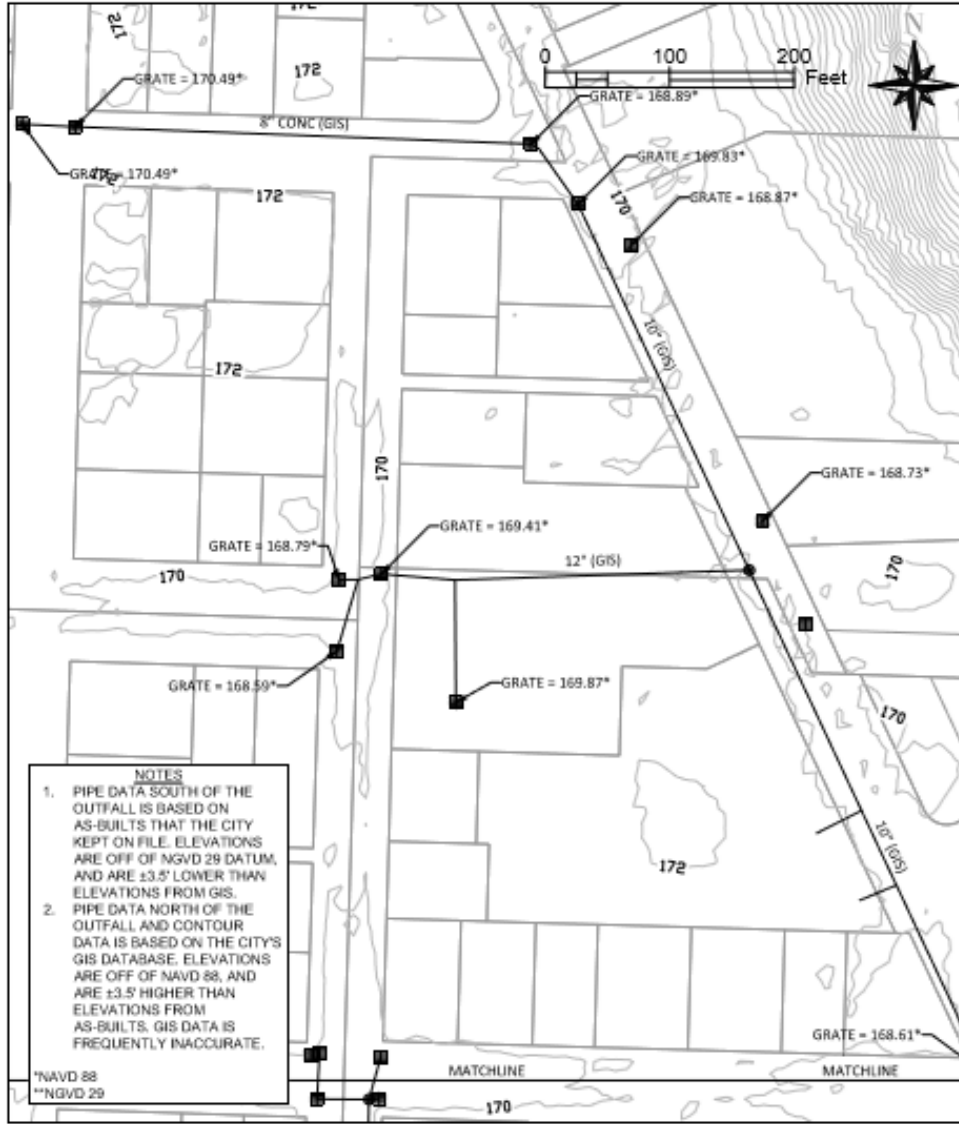 172
172
0 100 200
Feet
N
172
GRATE = 170.49*
GRATE = 168.89*
8" CONC (GIS)
GRATE = 169.83*
GRATE = 170.49*
172
172
170
GRATE = 168.87*
10" (GIS)
172
170
GRATE = 168.73*
GRATE = 169.41*
GRATE = 168.79*
12" (GIS)
170
170
GRATE = 168.59*
GRATE = 169.87*
170
NOTES
1. PIPE DATA SOUTH OF THE
OUTFALL IS BASED ON
AS-BUILTS THAT THE CITY
KEPT ON FILE. ELEVATIONS
ARE OFF OF NGVD 29 DATUM,
AND ARE ±3.5' LOWER THAN
ELEVATIONS FROM GIS.
2. PIPE DATA NORTH OF THE
OUTFALL AND CONTOUR
DATA IS BASED ON THE CITY'S
GIS DATABASE. ELEVATIONS
ARE OFF OF NAVD 88, AND
ARE ±3.5' HIGHER THAN
ELEVATIONS FROM
AS-BUILTS. GIS DATA IS
FREQUENTLY INACCURATE.
*NAVD 88
**NGVD 29
10" (GIS)
172
GRATE = 168.61*
MATCHLINE
MATCHLINE
170